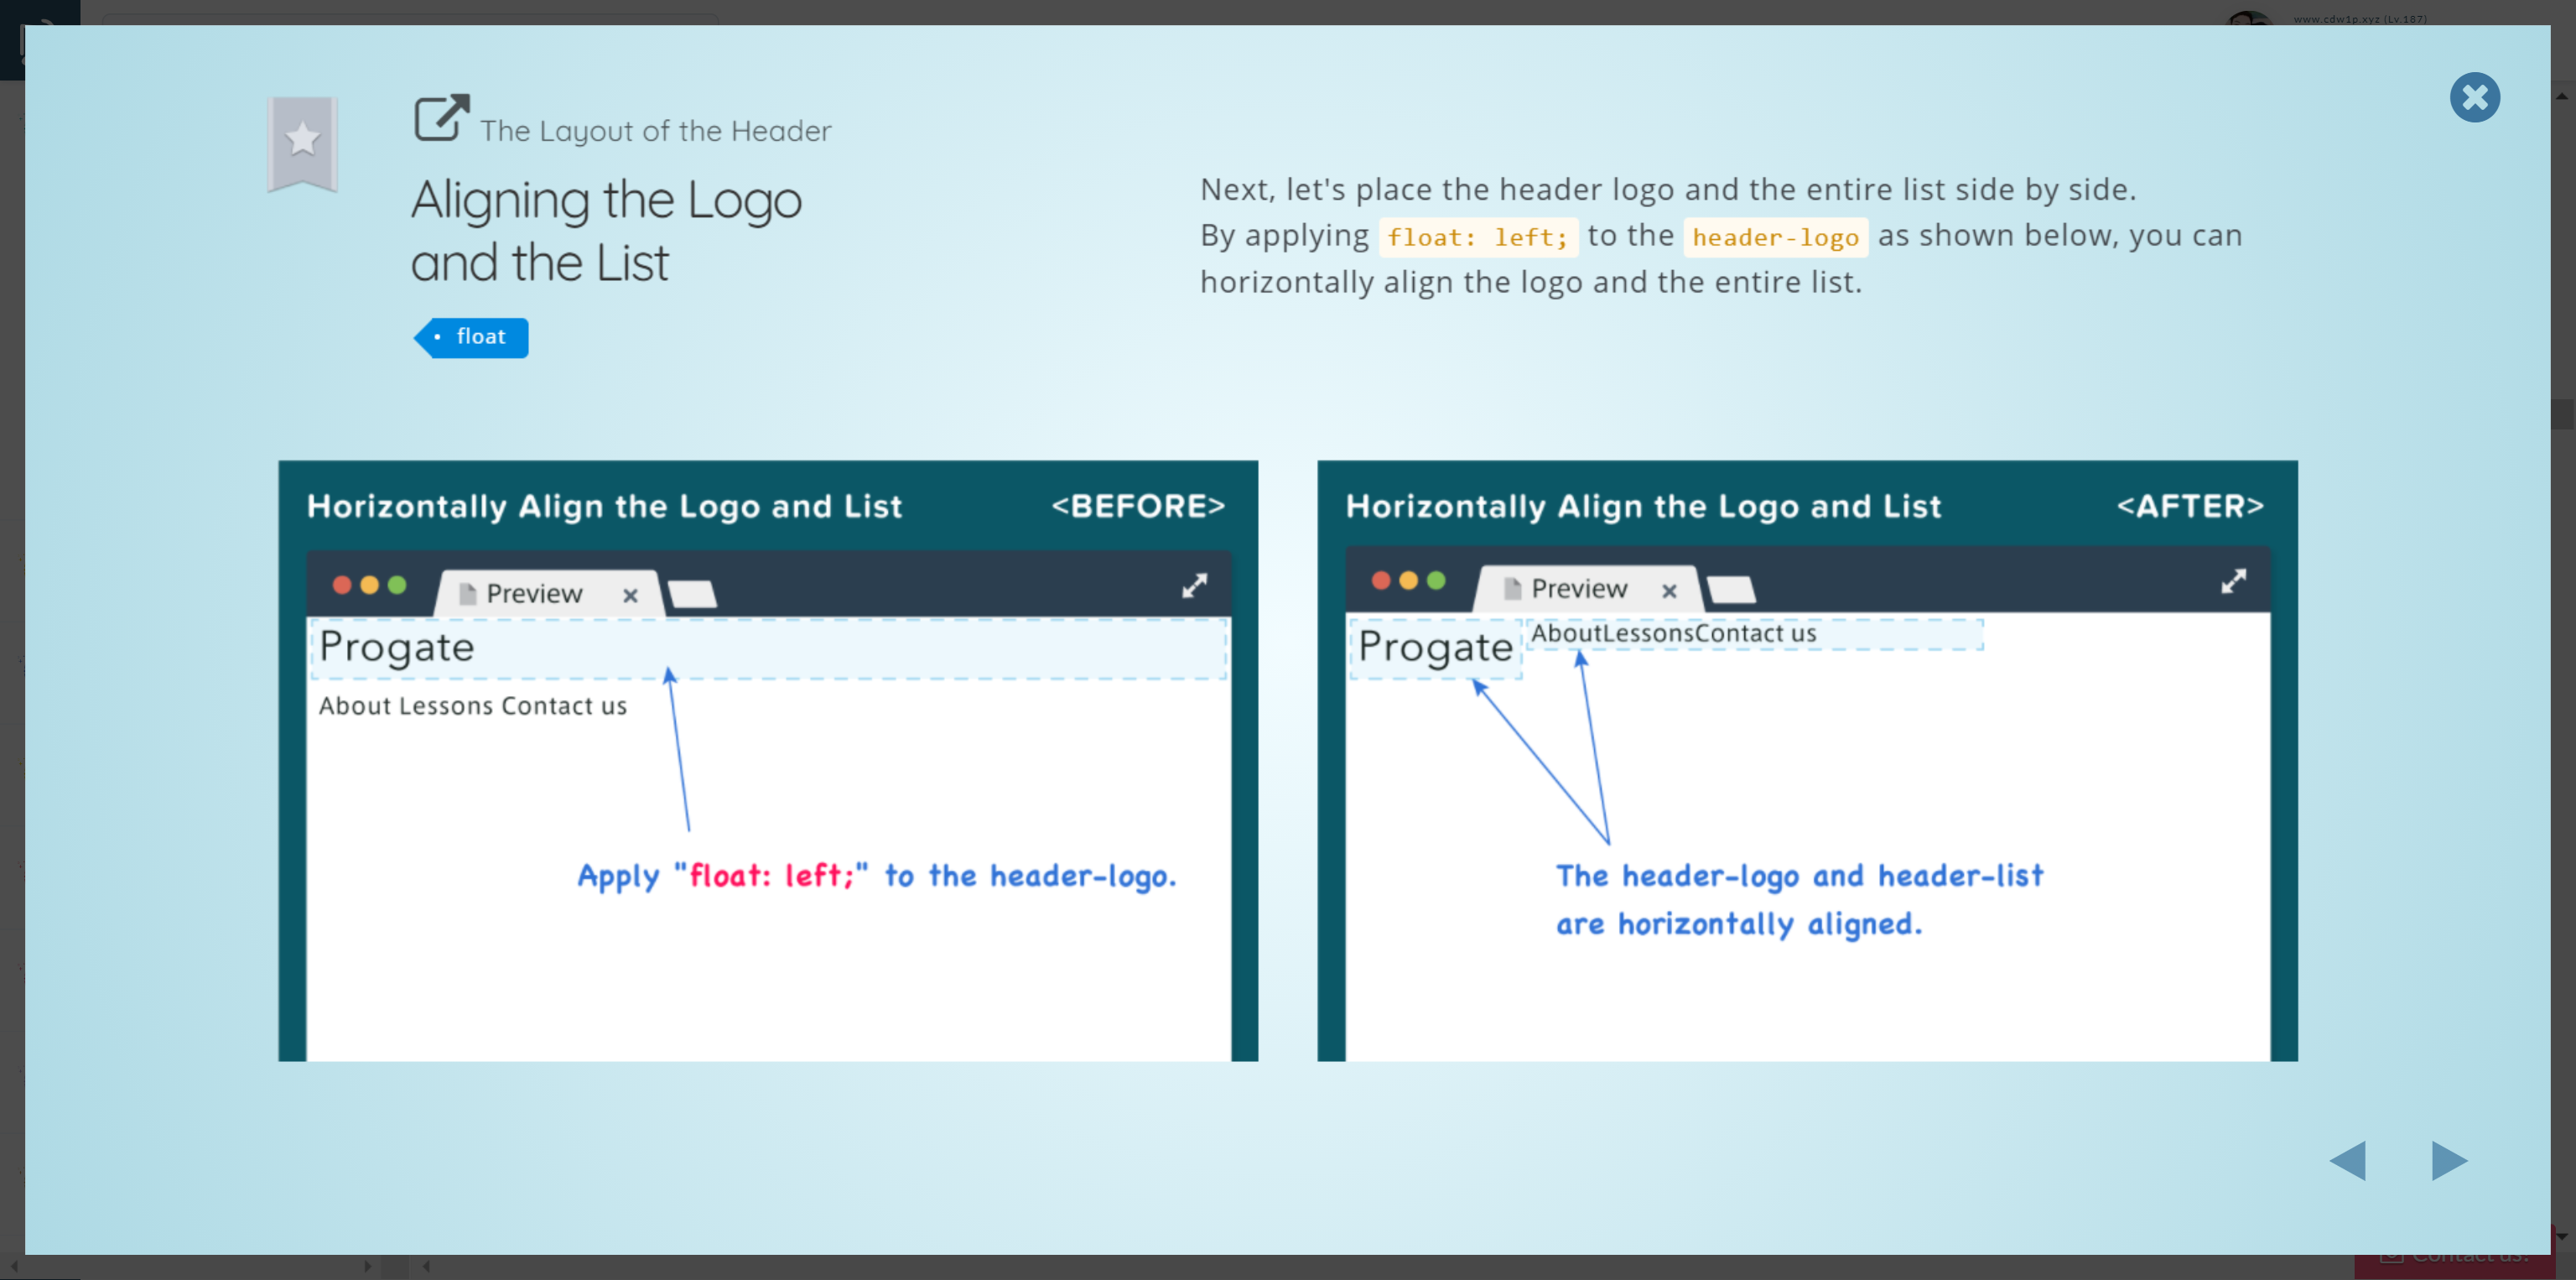 www.cdw1p.xyz (Lv.187)
The Layout of the Header
Aligning the Logo
and the List
float
Next, let's place the header logo and the entire list side by side.
By applying float: left; to the header-logo as shown below, you can
horizontally align the logo and the entire list.
Horizontally Align the Logo and List <BEFORE>
Preview
Progate
About Lessons Contact us
Apply "float: left;" to the header-logo.
Horizontally Align the Logo and List <AFTER>
Preview
Progate AboutLessonsContact us
The header-logo and header-list
are horizontally aligned.
Contact us!